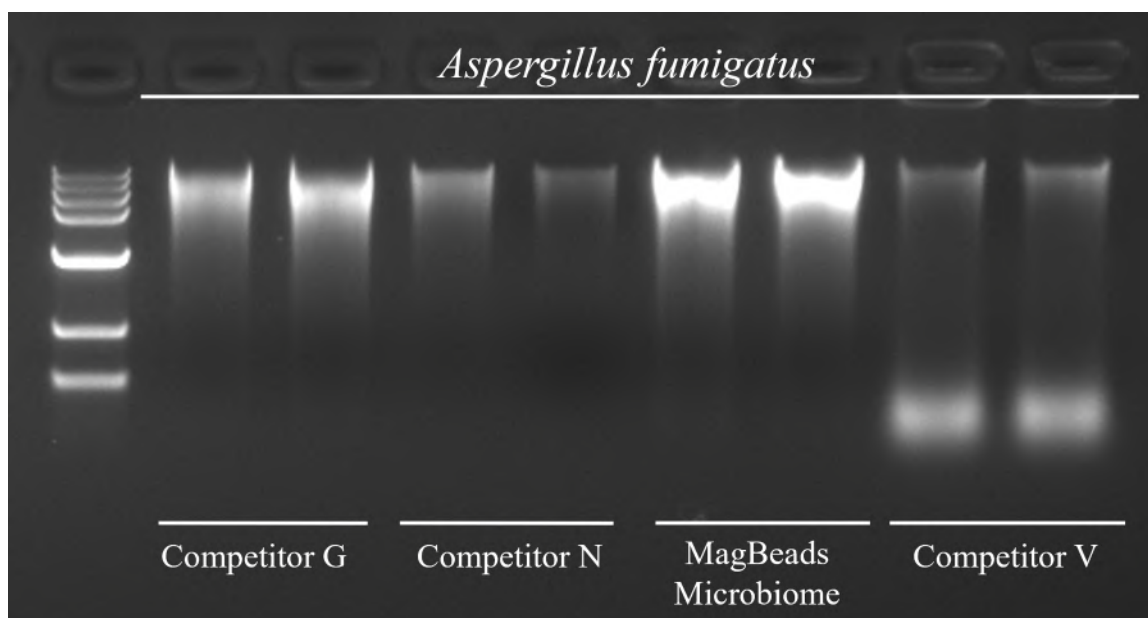 Aspergillus fumigatus
Competitor G
Competitor N
MagBeads
Microbiome
Competitor V